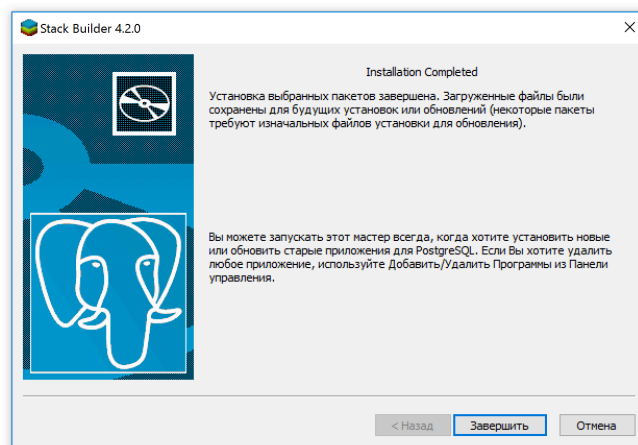 Stack Builder 4.2.0
Installation Completed
Установка выбранных пакетов завершена. Загруженные файлы были
сохранены для будущих установок или обновлений (некоторые пакеты
требуют изначальных файлов установки для обновления).
Вы можете запускать этот мастер всегда, когда хотите установить новые
или обновить старые приложения для PostgreSQL. Если Вы хотите удалить
любое приложение, используйте Добавить/Удалить Программы из Панели
управления.
< Назад
Завершить
Отмена